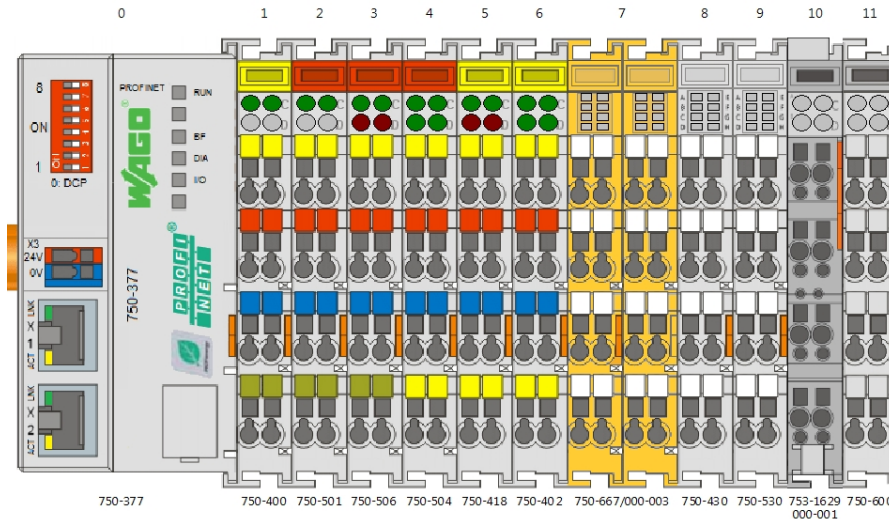 0 1 2 3 4 5 6 7 8 9 10 11
8
ON
1
0: DCP
PROFINET
RUN
BF
DIA
I/O
WAGO
PROFI
NET
750-377
X3
24V
0V
LNK
X
1
ACT
LNK
X
2
ACT
C
D
C
C
C
D
C
A
B
C
D
E
F
G
H
A
B
C
D
E
F
G
H
C
D
C
D
750-377 750-400 750-501 750-506 750-504 750-418 750-402 750-667/000-003 750-430 750-530 753-1629 750-600
000-001